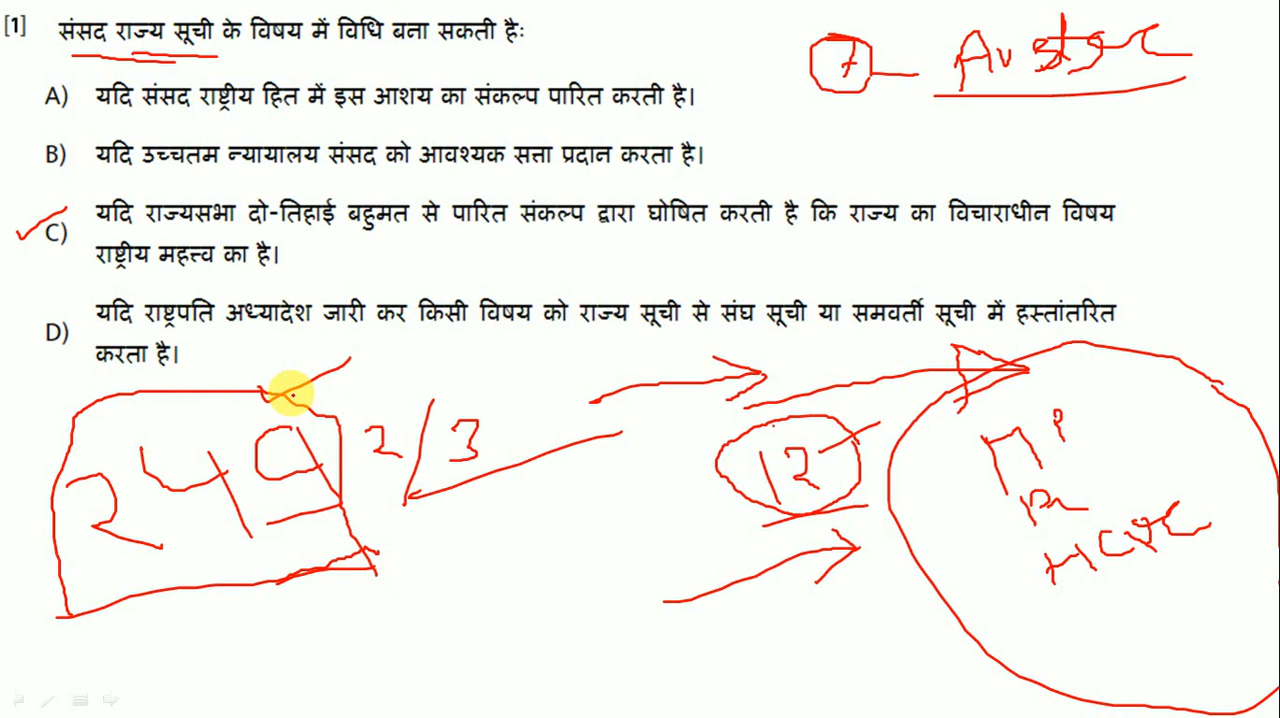 [1] संसद राज्य सूची के विषय में विधि बना सकती है:
7
A) यदि संसद राष्ट्रीय हित में इस आशय का संकल्प पारित करती है।
B) यदि उच्चतम न्यायालय संसद को आवश्यक सत्ता प्रदान करता है।
C) यदि राज्यसभा दो-तिहाई बहुमत से पारित संकल्प द्वारा घोषित करती है कि राज्य का विचाराधीन विषय
राष्ट्रीय महत्त्व का है।
D) यदि राष्ट्रपति अध्यादेश जारी कर किसी विषय को राज्य सूची से संघ सूची या समवर्ती सूची में हस्तांतरित
करता है।
249 2/3
12